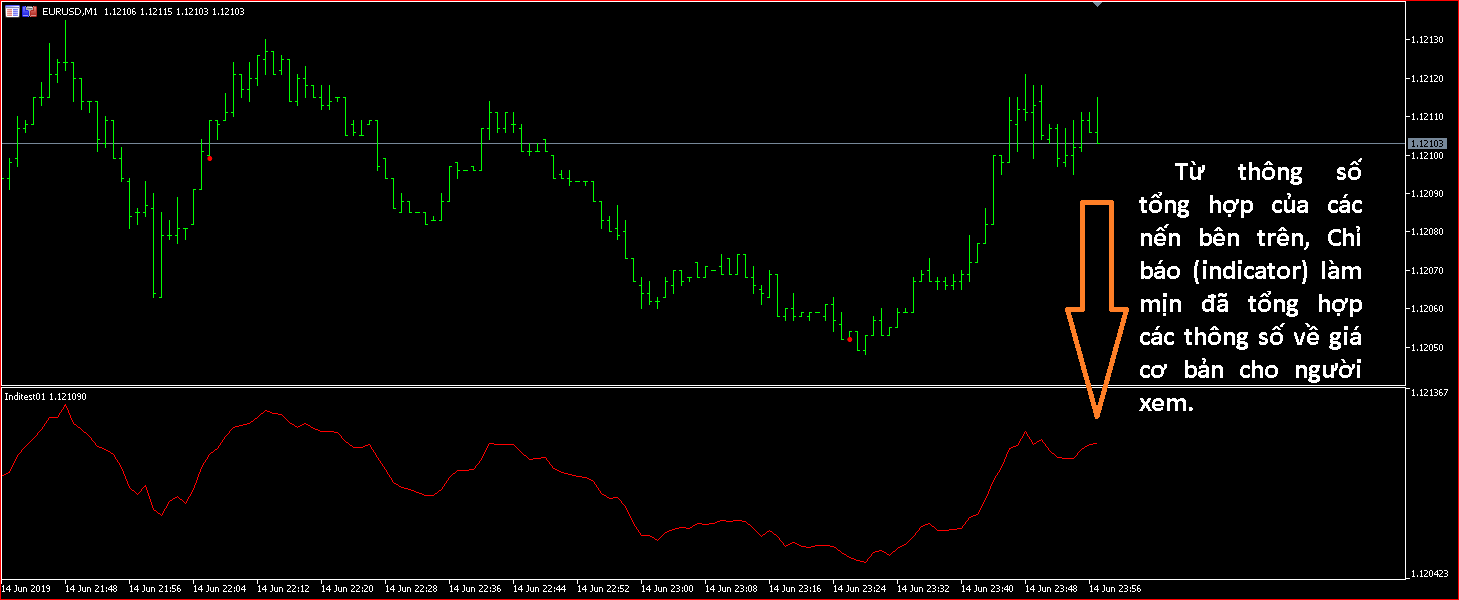 EURUSD,M1 1.12106 1.12115 1.12103 1.12103
1.12130
1.12120
1.12110
1.12103
1.12100
1.12090
1.12080
1.12070
1.12060
1.12050
Từ thông số
tổng hợp của các
nến bên trên, Chỉ
báo (indicator) làm
mịn đã tổng hợp
các thông số về giá
cơ bản cho người
xem.
Inditest01 1.121090
1.121367
1.120423
14 Jun 2019 14 Jun 21:48 14 Jun 21:56 14 Jun 22:04 14 Jun 22:12 14 Jun 22:20 14 Jun 22:28 14 Jun 22:36 14 Jun 22:44 14 Jun 22:52 14 Jun 23:00 14 Jun 23:08 14 Jun 23:16 14 Jun 23:24 14 Jun 23:32 14 Jun 23:40 14 Jun 23:48 14 Jun 23:56